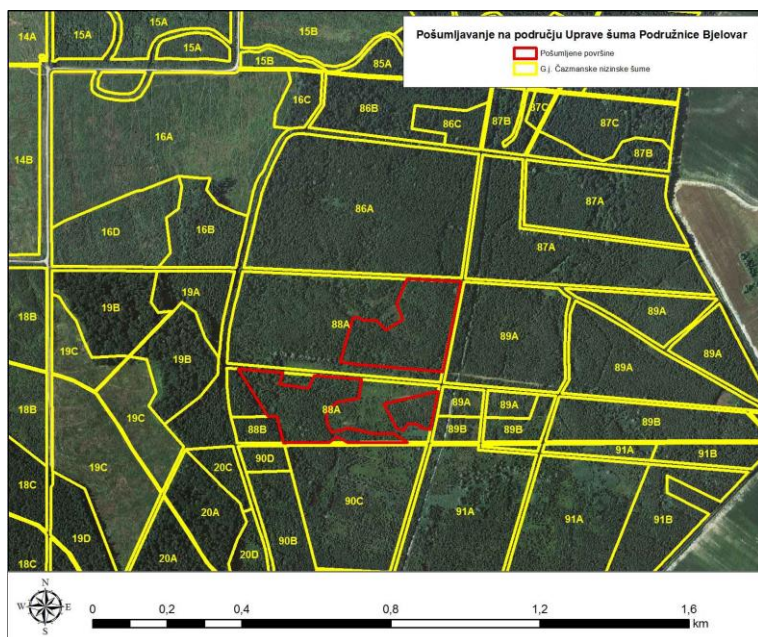 Pošumljavanje na području Uprave šuma Podružnice Bjelovar
Pošumljene površine
G.j. Čazmanske nizinske šume
14A
15A
15A
15A
15B
15B
85A
16C
86B
86C
87B
87C
87C
87B
16A
14B
86A
87A
87A
16D
16B
19A
19B
18B
88A
89A
89A
89A
89A
19C
19B
18B
19C
88A
88B
89A
89A
89B
89B
89B
91A
91B
19C
20C
90D
18C
90C
91A
91A
91B
20A
19D
20D
90B
20A
18C
N
W
E
S
0
0,2
0,4
0,8
1,2
1,6
km